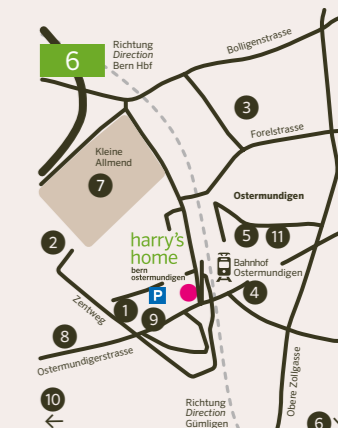 6
Richtung
Direction
Bern Hbf
Bolligenstrasse
3
Forelstrasse
Kleine
Allmend
7
Ostermundigen
2
harry's
home
bern
ostermundigen
5
11
Bahnhof
Ostermundigen
P
4
Zentweg
1
9
8
Ostermundigerstrasse
Obere Zollgasse
10
←
Richtung
Direction
Gümligen
6